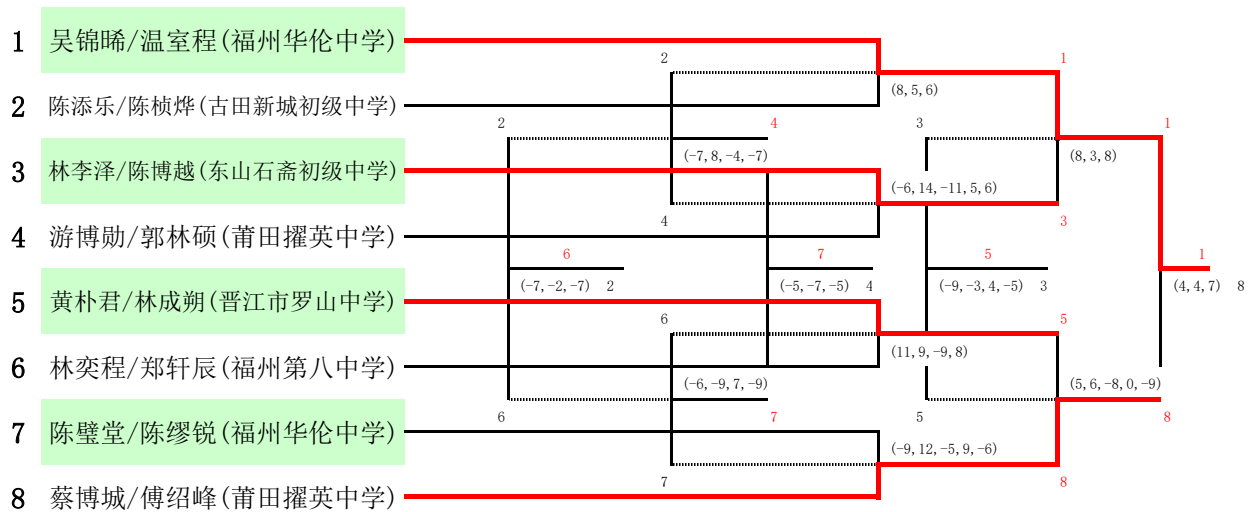 1 吴锦晞/温室程(福州华伦中学)
2 1
(8,5,6)
2 陈添乐/陈桢烨(古田新城初级中学)
2 4 3 1
(-7,8,-4,-7) (8,3,8)
3 林李泽/陈博越(东山石斋初级中学)
(-6,14,-11,5,6)
4 3
4 游博勋/郭林硕(莆田擢英中学)
6 7 5 1
(-7,-2,-7) 2 (-5,-7,-5) 4 (-9,-3,4,-5) 3 (4,4,7) 8
5 黄朴君/林成朔(晋江市罗山中学)
6 5
(11,9,-9,8)
6 林奕程/郑轩辰(福州第八中学)
(-6,-9,7,-9) (5,6,-8,0,-9)
6 7 5 8
7 陈璧堂/陈缪锐(福州华伦中学)
(-9,12,-5,9,-6)
7 8
8 蔡博城/傅绍峰(莆田擢英中学)